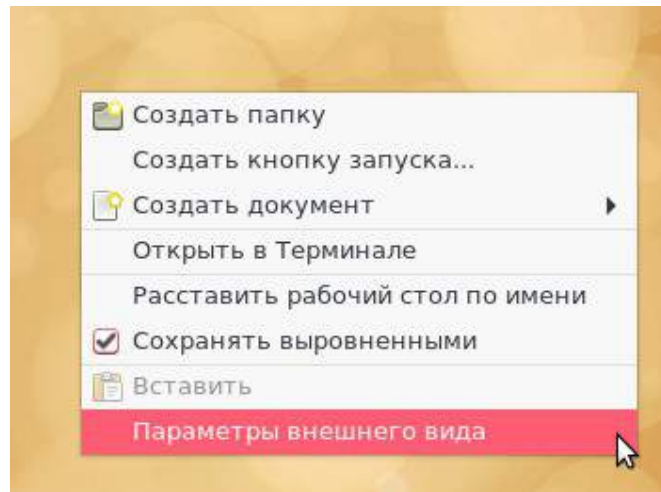 Создать папку
Создать кнопку запуска...
Создать документ
Открыть в Терминале
Расставить рабочий стол по имени
Сохранять выровненными
Вставить
Параметры внешнего вида